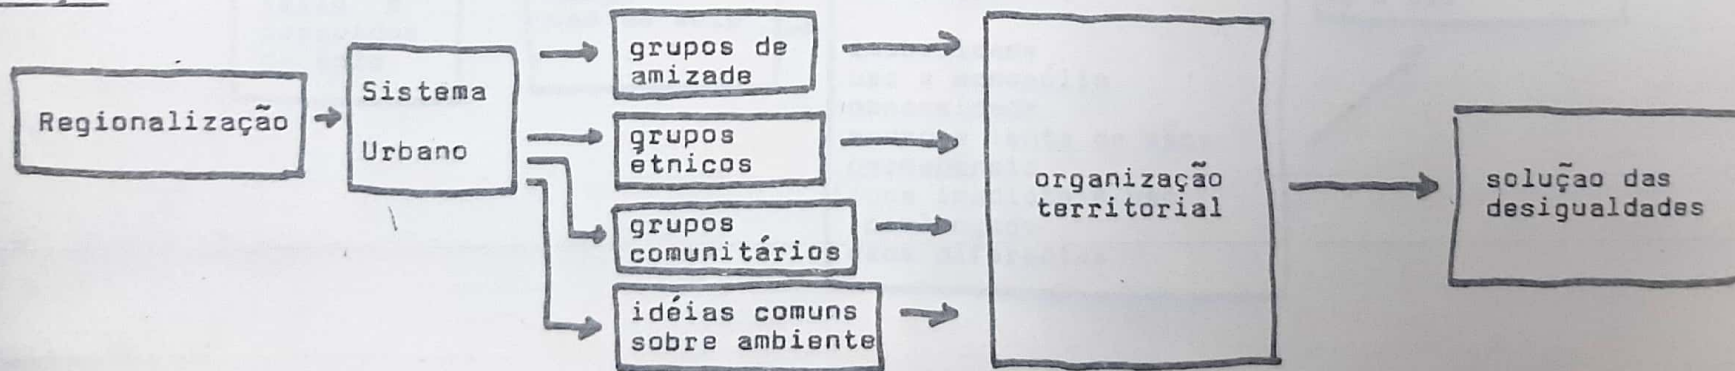 Regionalização
Sistema
Urbano
grupos de
amizade
grupos
étnicos
grupos
comunitários
idéias comuns
sobre ambiente
organização
territorial
solução das
desigualdades